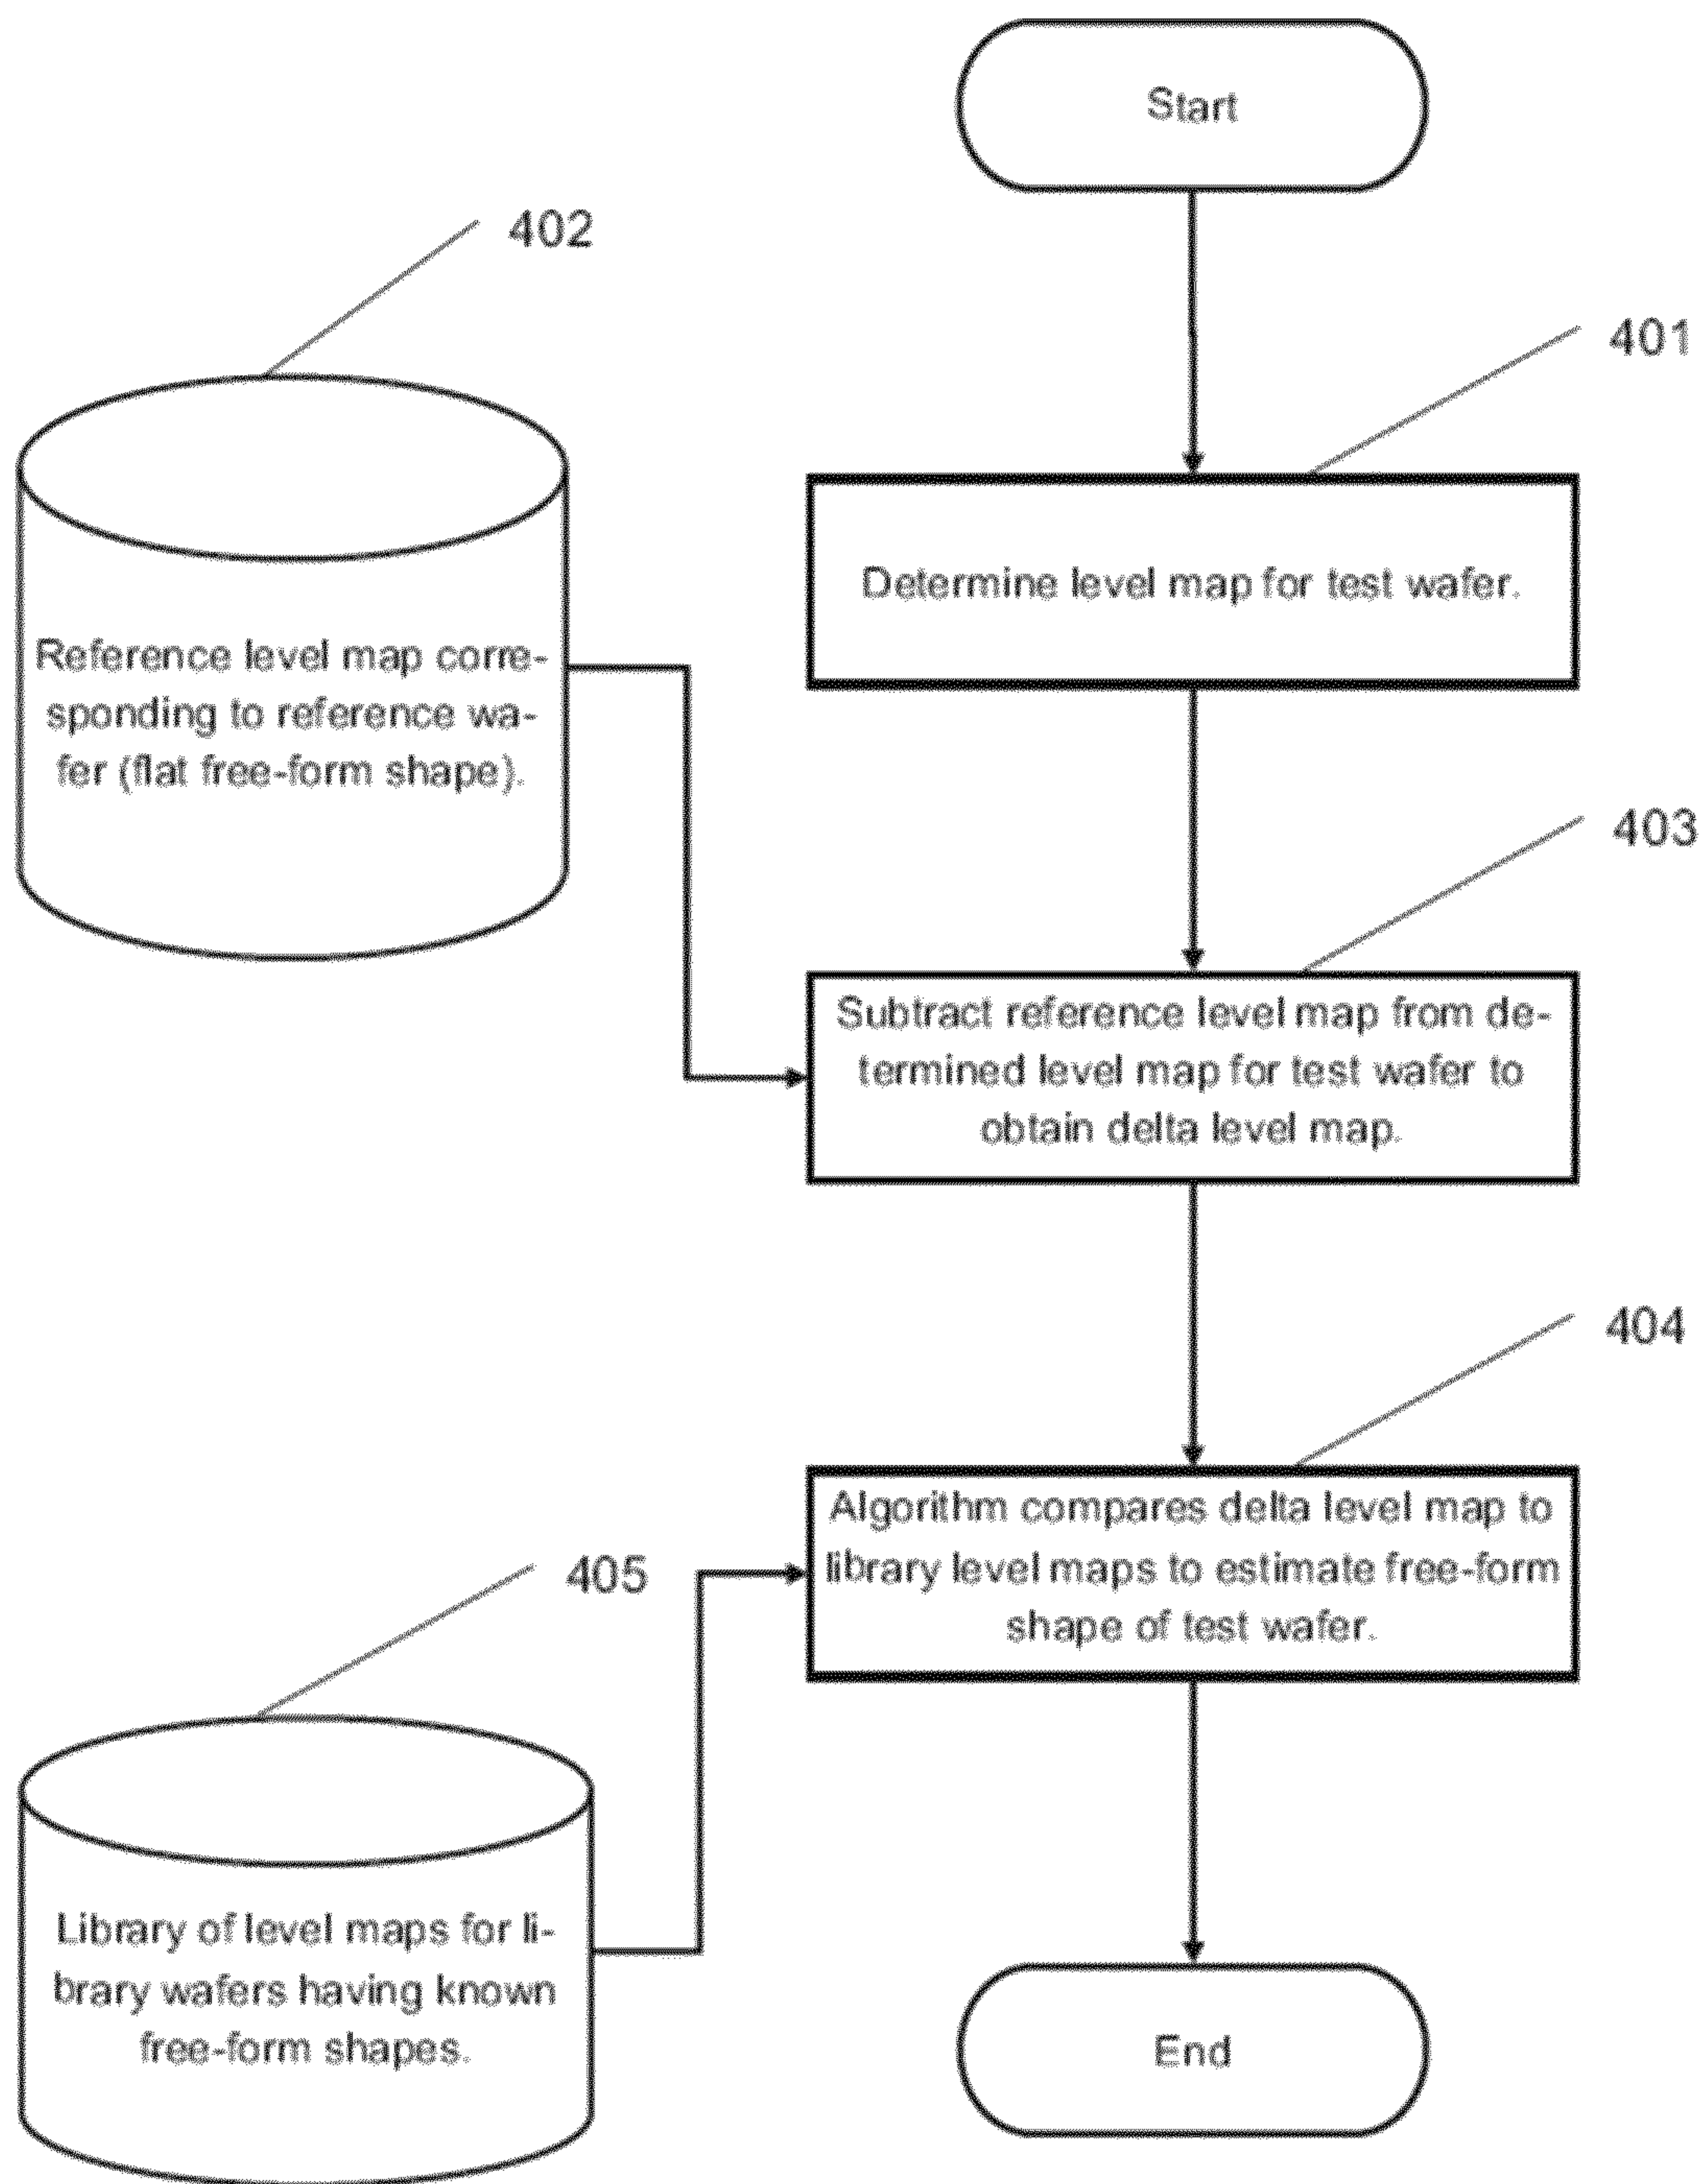 Start
402
401
Determine level map for test wafer.
Reference level map corre-
sponding to reference wa-
fer (flat free-form shape).
403
Subtract reference level map from de-
termined level map for test wafer to
obtain delta level map.
404
Algorithm compares delta level map to
library level maps to estimate free-form
shape of test wafer.
405
Library of level maps for li-
brary wafers having known
free-form shapes.
End